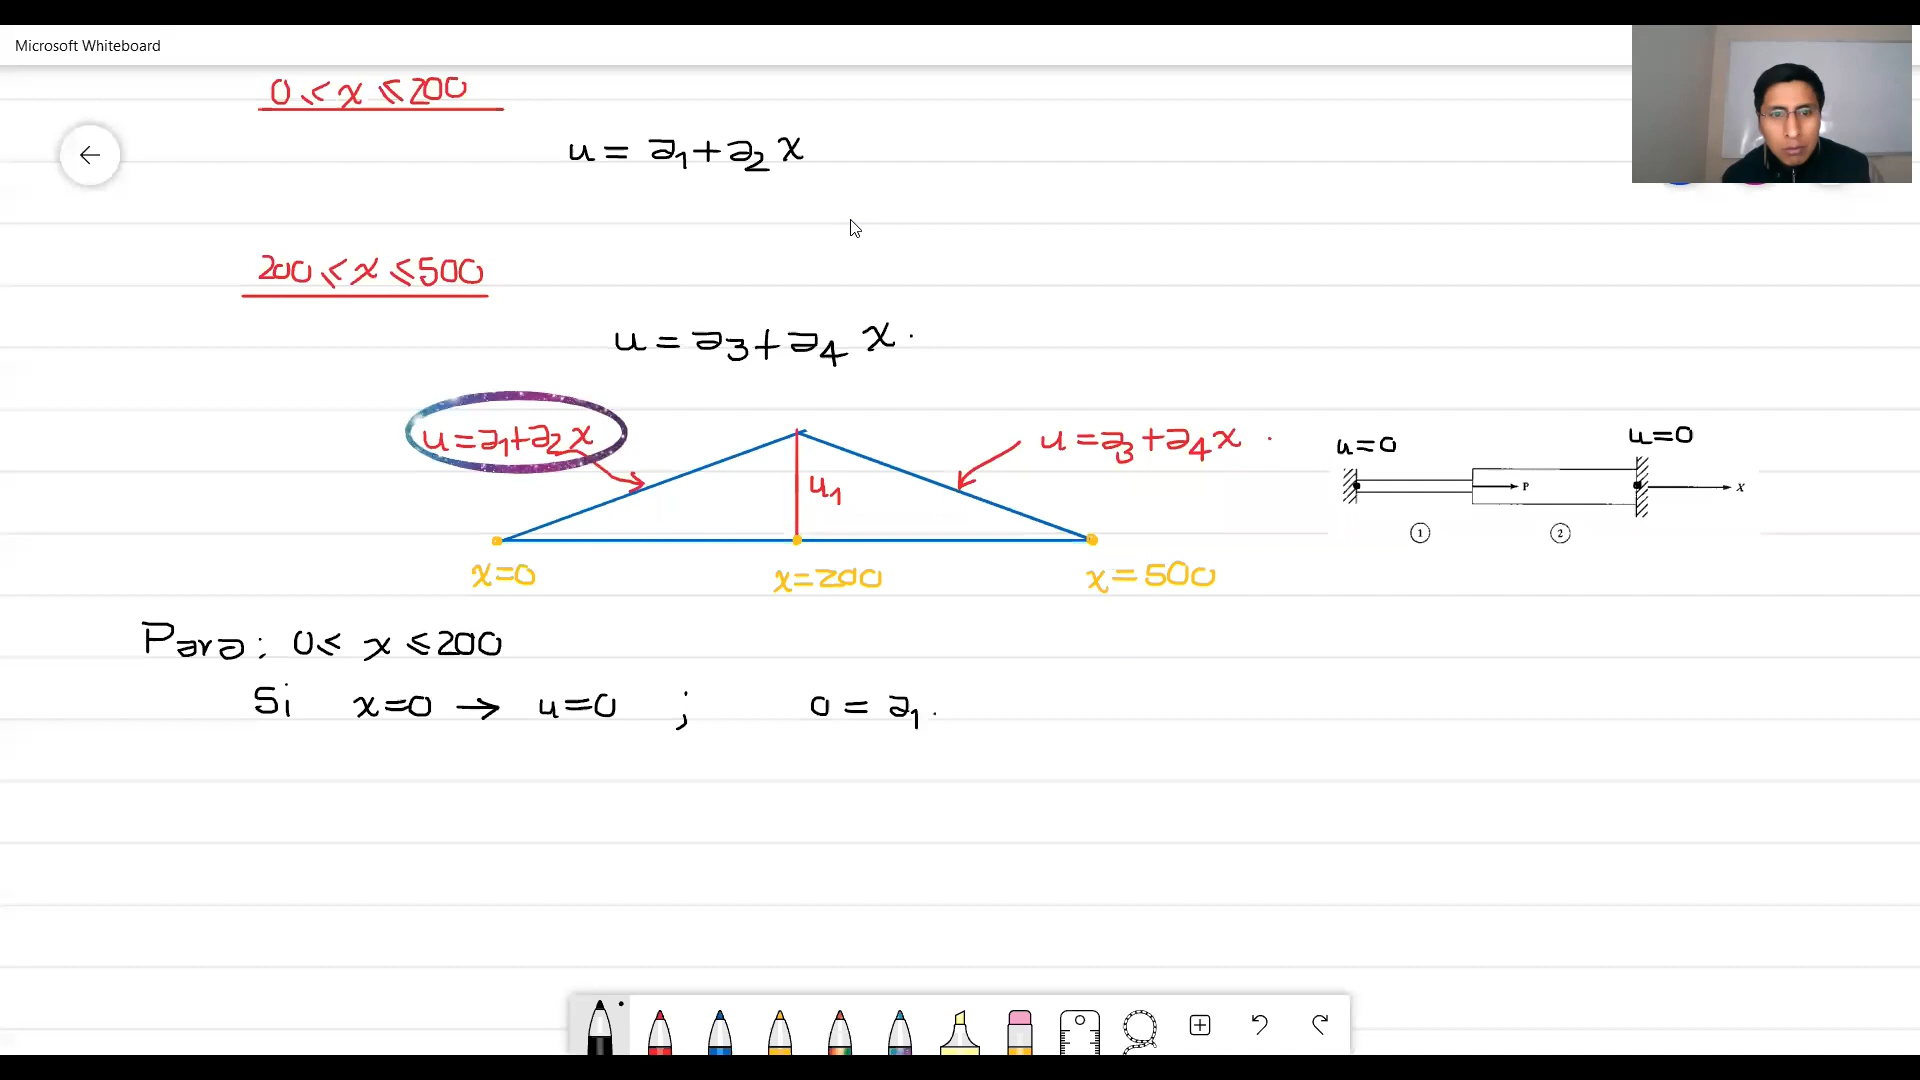 Microsoft Whiteboard
0 ≤ x ≤ 200
u = a₁ + a₂ x
200 ≤ x ≤ 500
u = a₃ + a₄ x .
u = a₁ + a₂ x
u = a₃ + a₄ x .
u=0
u=0
u₁
P
x
1
2
x=0
x=200
x=500
Para: 0 ≤ x ≤ 200
Si x=0 → u=0 ; 0 = a₁ .